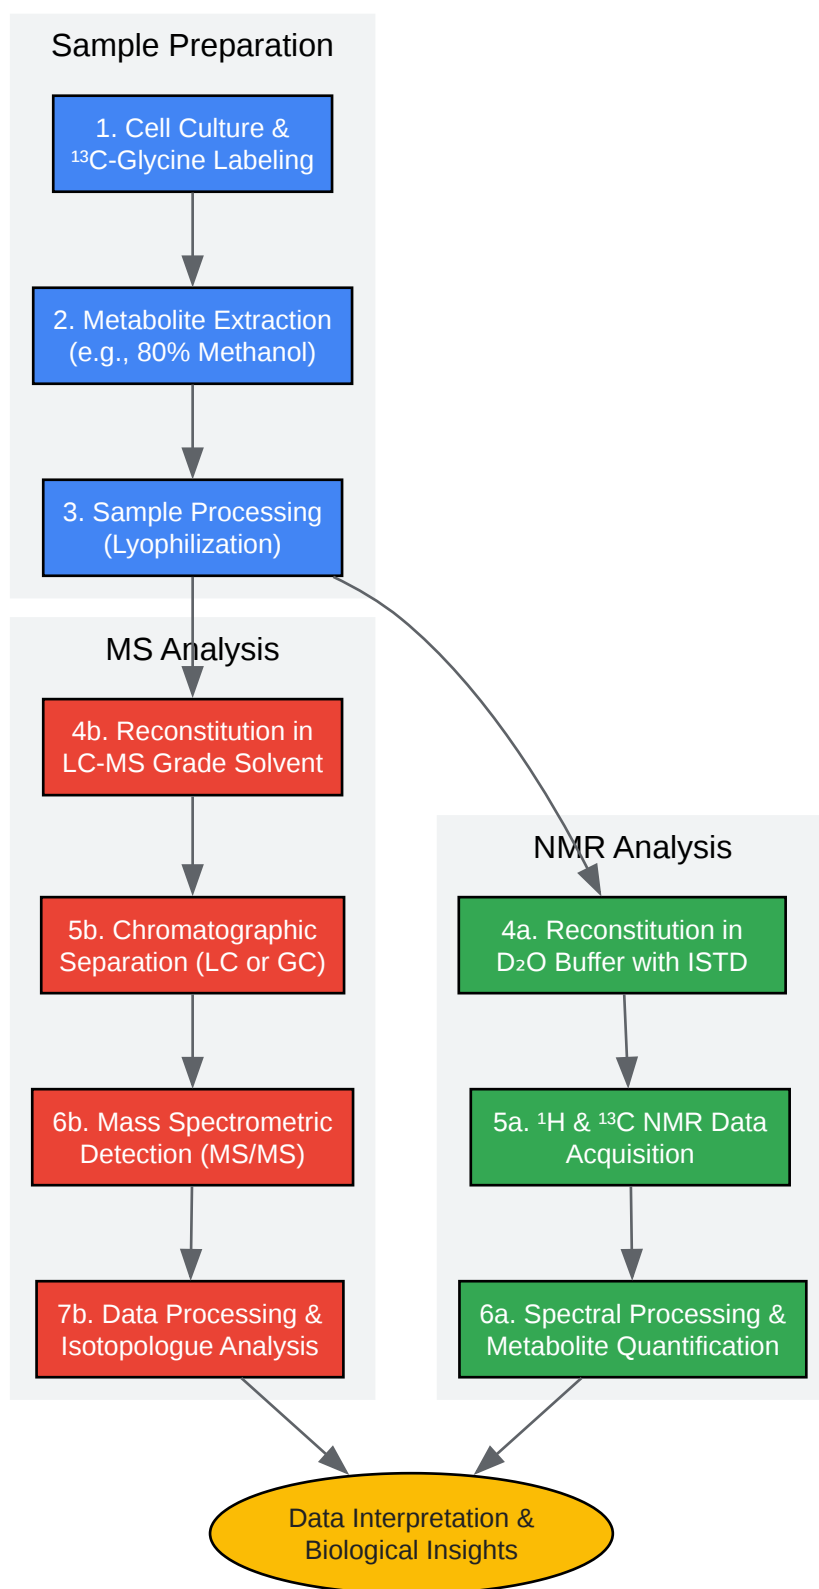 Sample Preparation
1. Cell Culture &
¹³C-Glycine Labeling
2. Metabolite Extraction
(e.g., 80% Methanol)
3. Sample Processing
(Lyophilization)
MS Analysis
4b. Reconstitution in
LC-MS Grade Solvent
5b. Chromatographic
Separation (LC or GC)
6b. Mass Spectrometric
Detection (MS/MS)
7b. Data Processing &
Isotopologue Analysis
NMR Analysis
4a. Reconstitution in
D₂O Buffer with ISTD
5a. ¹H & ¹³C NMR Data
Acquisition
6a. Spectral Processing &
Metabolite Quantification
Data Interpretation &
Biological Insights